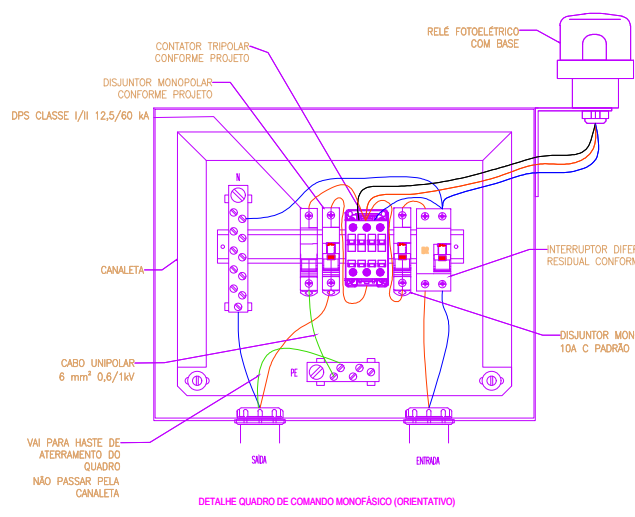 RELÉ FOTOELÉTRICO
COM BASE
CONTATOR TRIPOLAR
CONFORME PROJETO
DISJUNTOR MONOPOLAR
CONFORME PROJETO
DPS CLASSE I/II 12,5/60 kA
N
CANALETA
INTERRUPTOR DIFER
RESIDUAL CONFORM
DISJUNTOR MON
10A C PADRÃO
CABO UNIPOLAR
6 mm² 0,6/1kV
PE
VAI PARA HASTE DE
ATERRAMENTO DO
QUADRO
NÃO PASSAR PELA
CANALETA
SAÍDA
ENTRADA
DETALHE QUADRO DE COMANDO MONOFÁSICO (ORIENTATIVO)